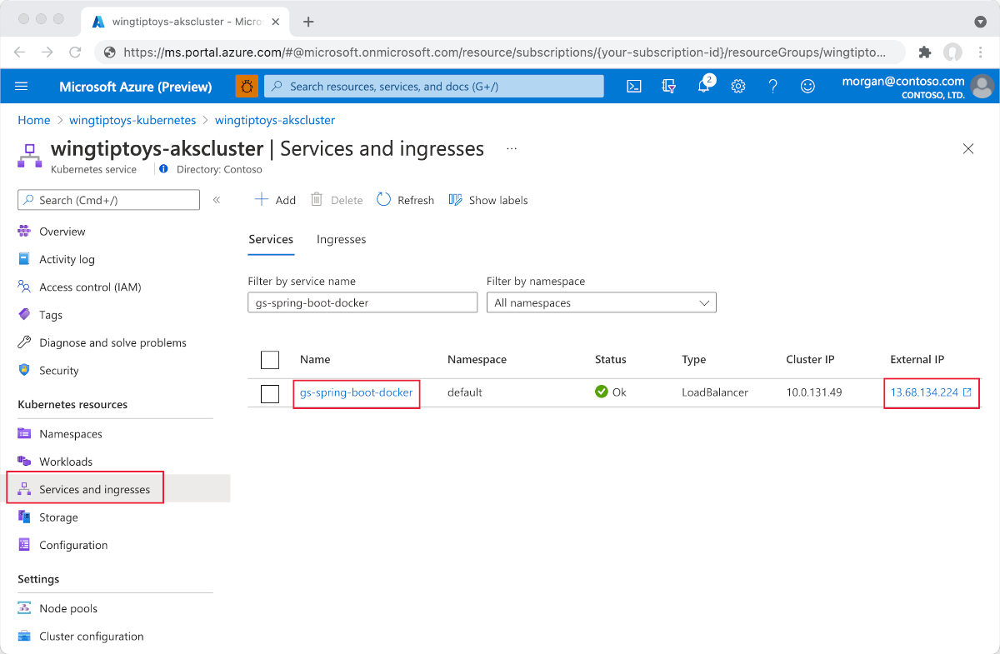 wingtiptoys-akscluster - Micro
https://ms.portal.azure.com/#@microsoft.onmicrosoft.com/resource/subscriptions/{your-subscription-id}/resourceGroups/wingtipto...
Microsoft Azure (Preview)
Search resources, services, and docs (G+/)
2
morgan@contoso.com
CONTOSO, LTD.
Home > wingtiptoys-kubernetes > wingtiptoys-akscluster
wingtiptoys-akscluster | Services and ingresses ...
Kubernetes service
Directory: Contoso
Search (Cmd+/)
«
Overview
Activity log
Access control (IAM)
Tags
Diagnose and solve problems
Security
Kubernetes resources
Namespaces
Workloads
Services and ingresses
Storage
Configuration
Settings
Node pools
Cluster configuration
Add Delete Refresh Show labels
Services Ingresses
Filter by service name Filter by namespace
gs-spring-boot-docker All namespaces
Name Namespace Status Type Cluster IP External IP
gs-spring-boot-docker default Ok LoadBalancer 10.0.131.49 13.68.134.224